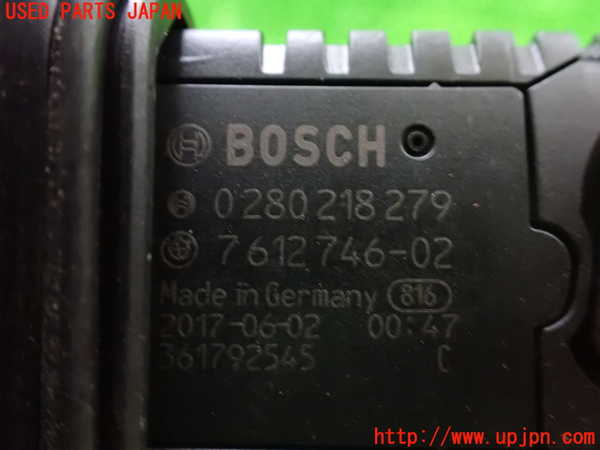 USED PARTS JAPAN
BOSCH
0 280 218 279
7 612 746-02
Made in Germany 816
2017-06-02 00:47
361792545 C
http://www.upjpn.com/